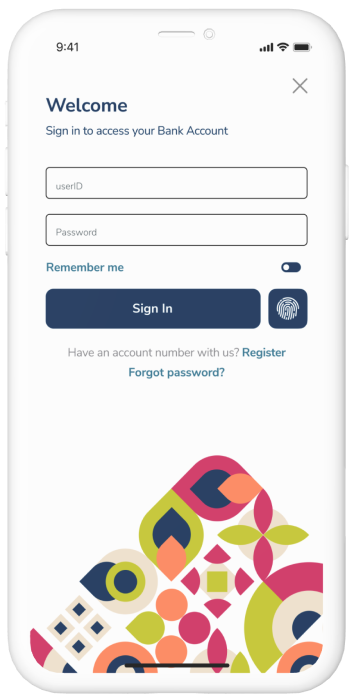 9:41
Welcome
Sign in to access your Bank Account
userID
Password
Remember me
Sign In
Have an account number with us? Register
Forgot password?